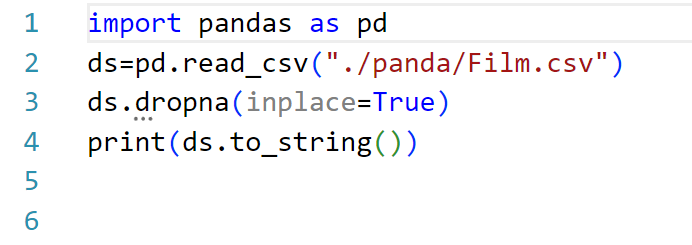 1 import pandas as pd
2 ds=pd.read_csv("./panda/Film.csv")
3 ds.dropna(inplace=True)
4 print(ds.to_string())
5
6